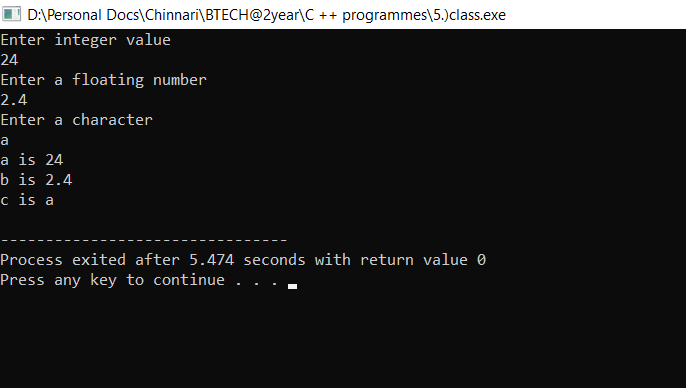 D:\Personal Docs\Chinnari\BTECH@2year\C ++ programmes\5.)class.exe
Enter integer value
24
Enter a floating number
2.4
Enter a character
a
a is 24
b is 2.4
c is a
--------------------------------
Process exited after 5.474 seconds with return value 0
Press any key to continue . . .